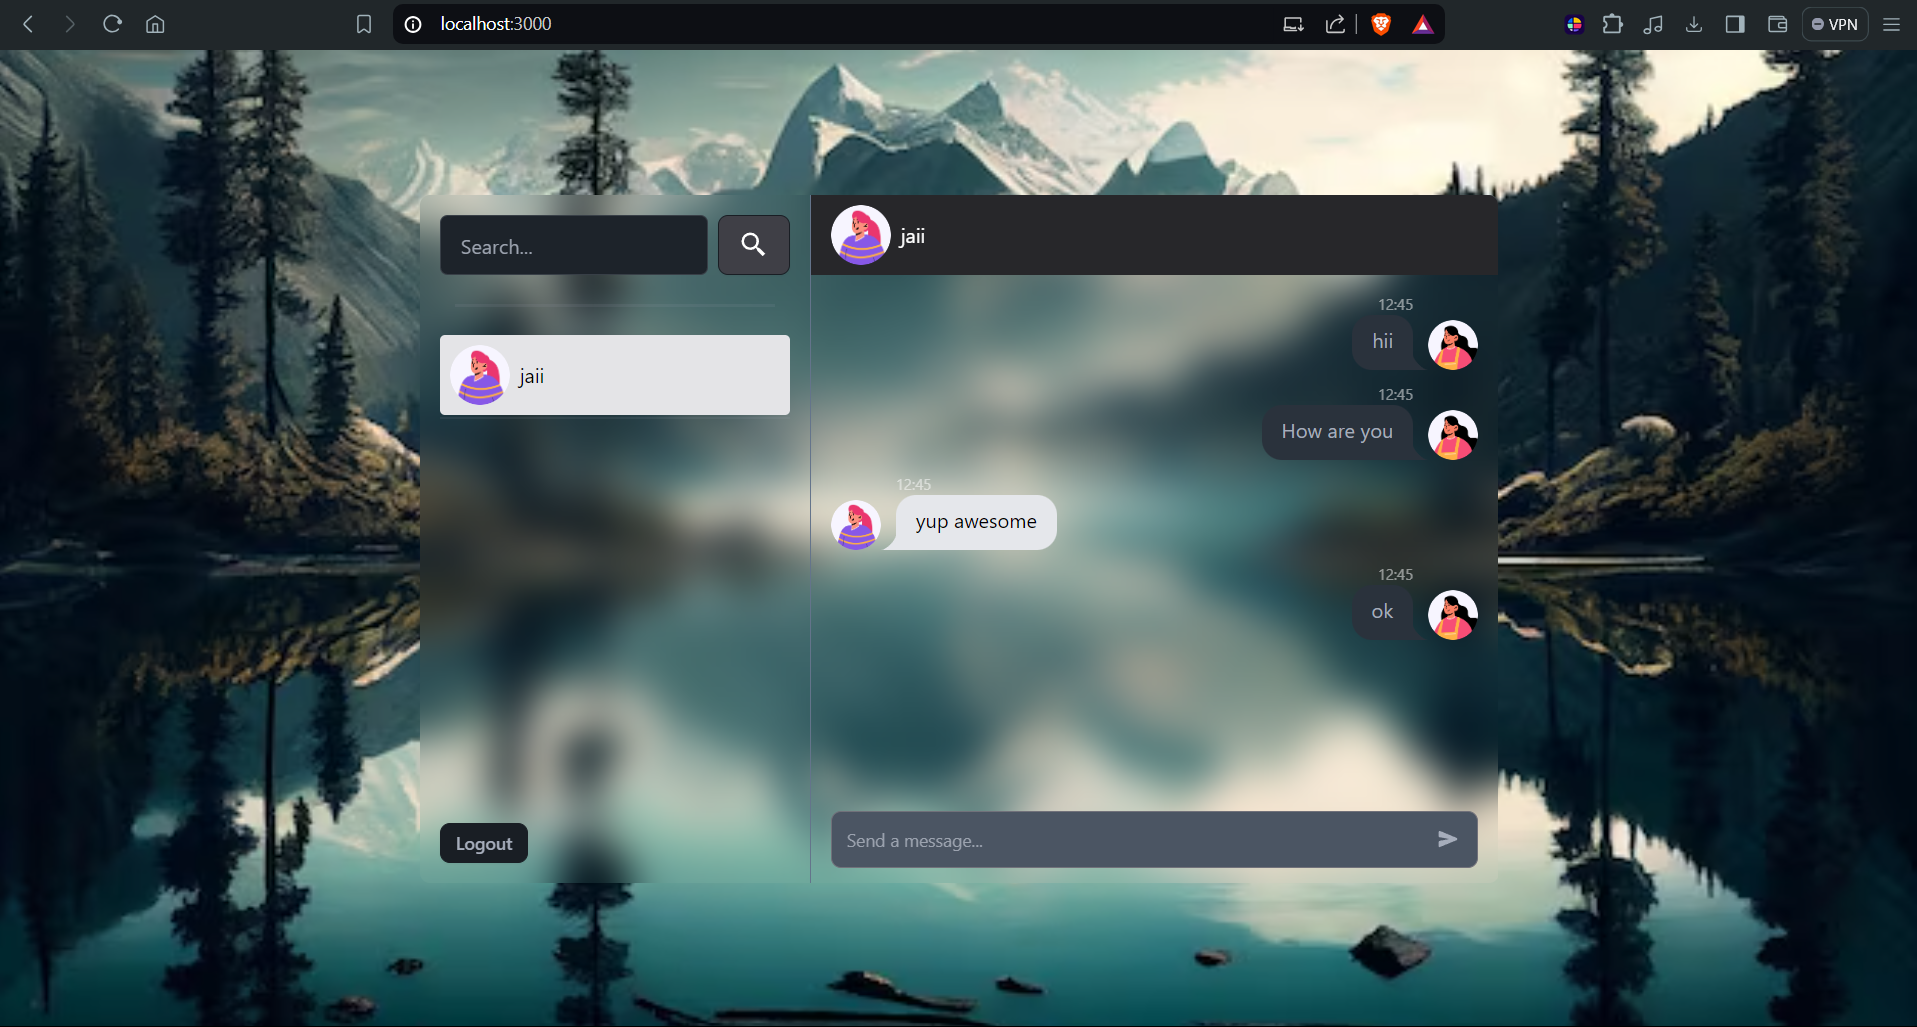 localhost:3000
VPN
Search...
jaii
Logout
jaii
12:45
hii
12:45
How are you
12:45
yup awesome
12:45
ok
Send a message...